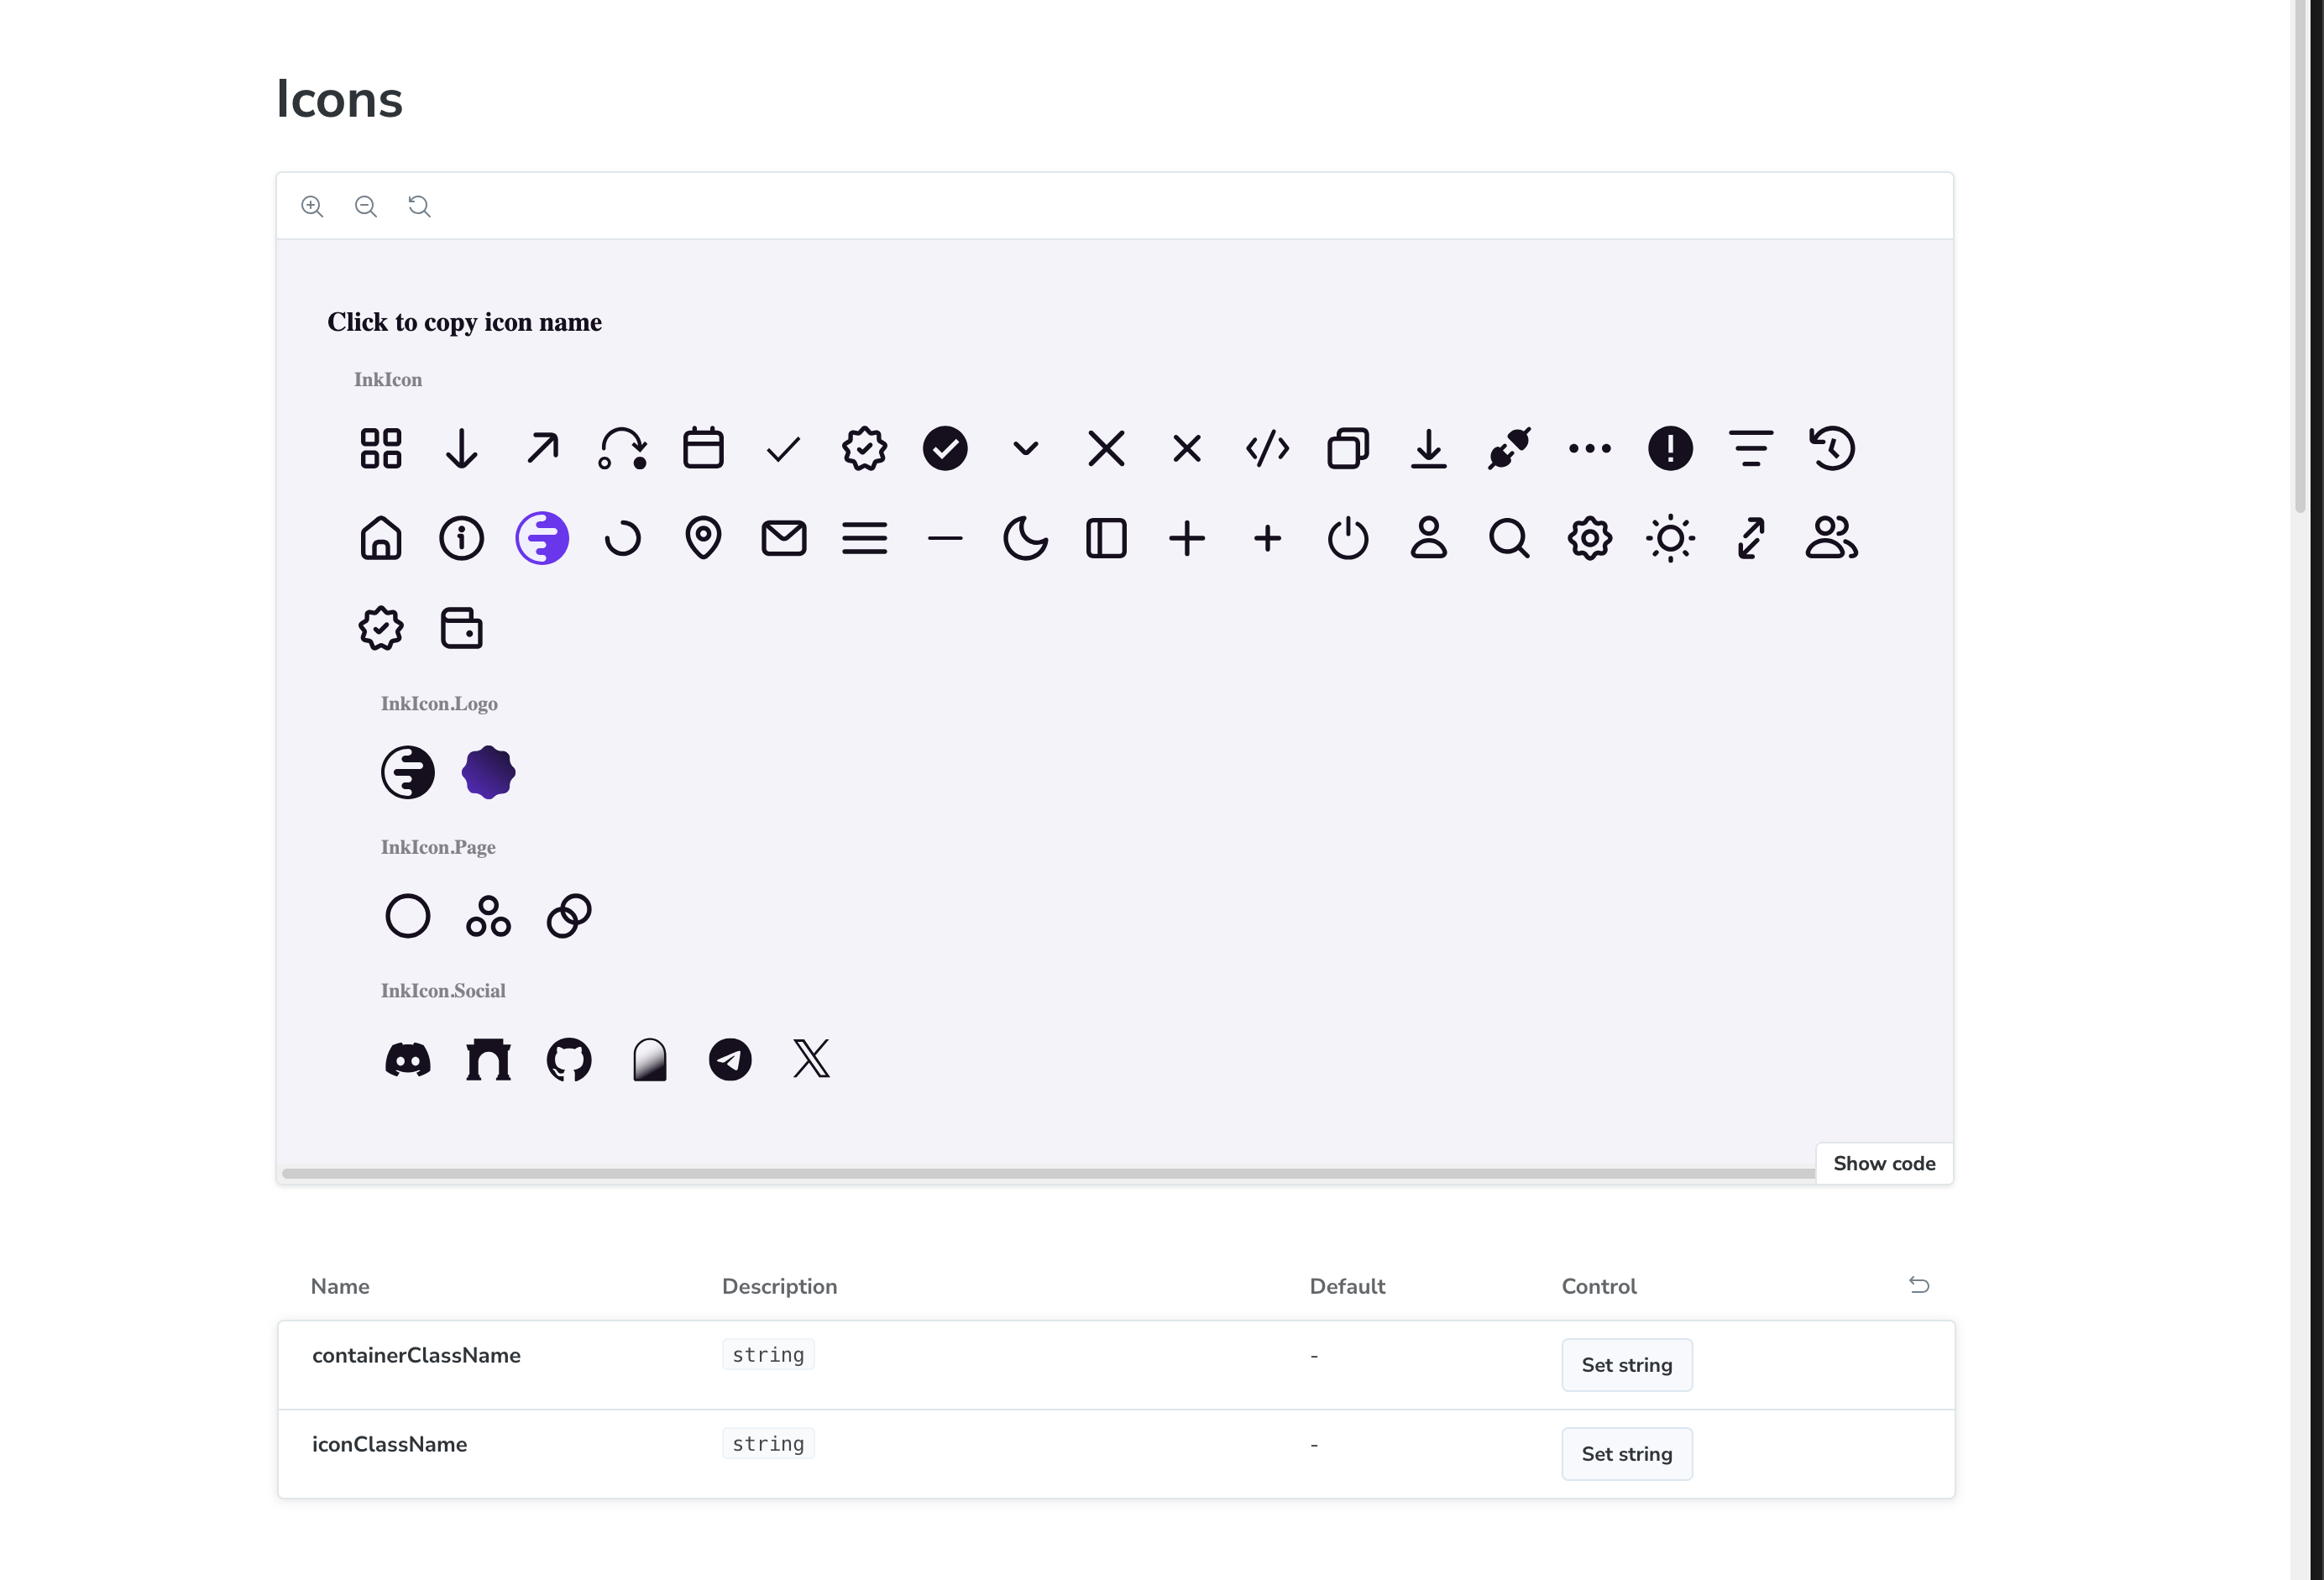 Icons
Click to copy icon name
InkIcon
InkIcon.Logo
InkIcon.Page
InkIcon.Social
Show code
Name Description Default Control
containerClassName string - Set string
iconClassName string - Set string